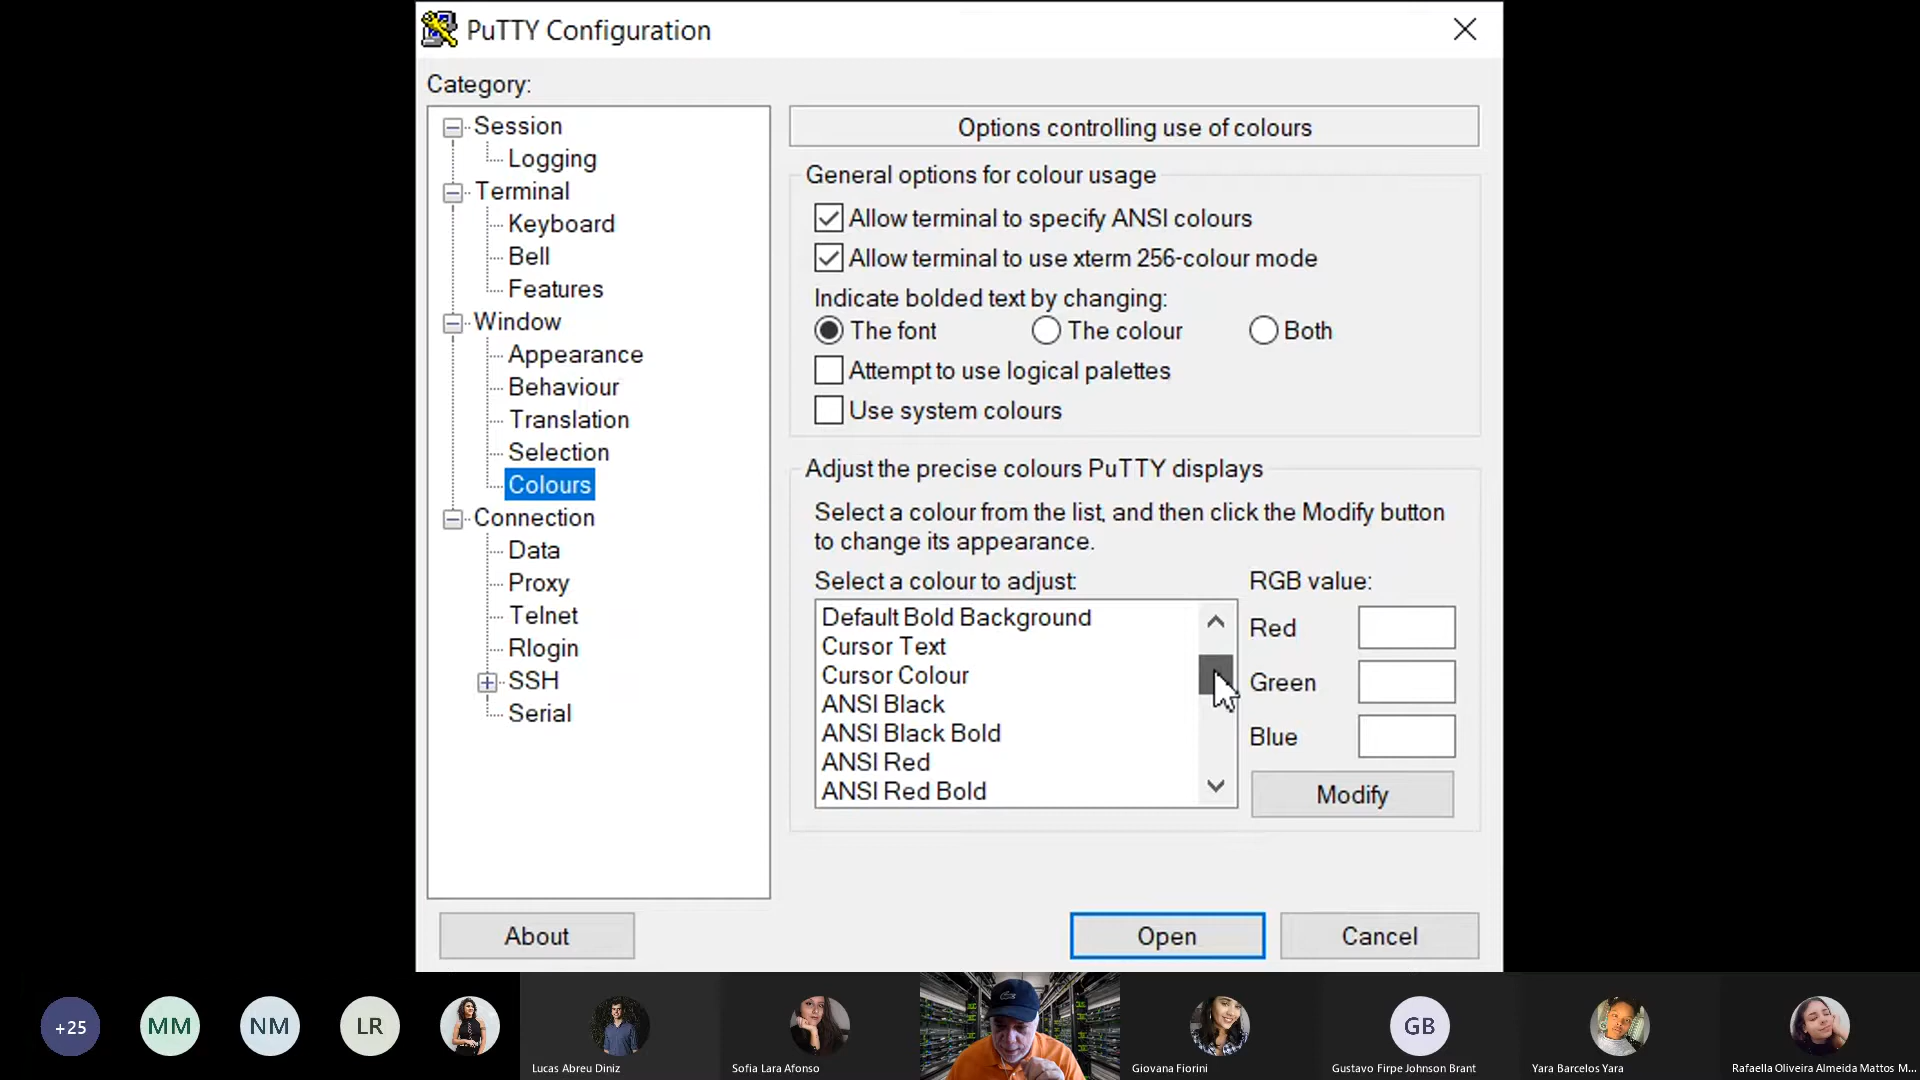 PuTTY Configuration
Category:
Session
Logging
Terminal
Keyboard
Bell
Features
Window
Appearance
Behaviour
Translation
Selection
Colours
Connection
Data
Proxy
Telnet
Rlogin
SSH
Serial
Options controlling use of colours
General options for colour usage
Allow terminal to specify ANSI colours
Allow terminal to use xterm 256-colour mode
Indicate bolded text by changing:
The font The colour Both
Attempt to use logical palettes
Use system colours
Adjust the precise colours PuTTY displays
Select a colour from the list, and then click the Modify button
to change its appearance.
Select a colour to adjust: RGB value:
Default Bold Background
Cursor Text
Cursor Colour
ANSI Black
ANSI Black Bold
ANSI Red
ANSI Red Bold
Red
Green
Blue
Modify
About Open Cancel
+25 MM NM LR GB
Lucas Abreu Diniz Sofia Lara Afonso Giovana Fiorini Gustavo Firpe Johnson Brant Yara Barcelos Yara Rafaella Oliveira Almeida Mattos M...